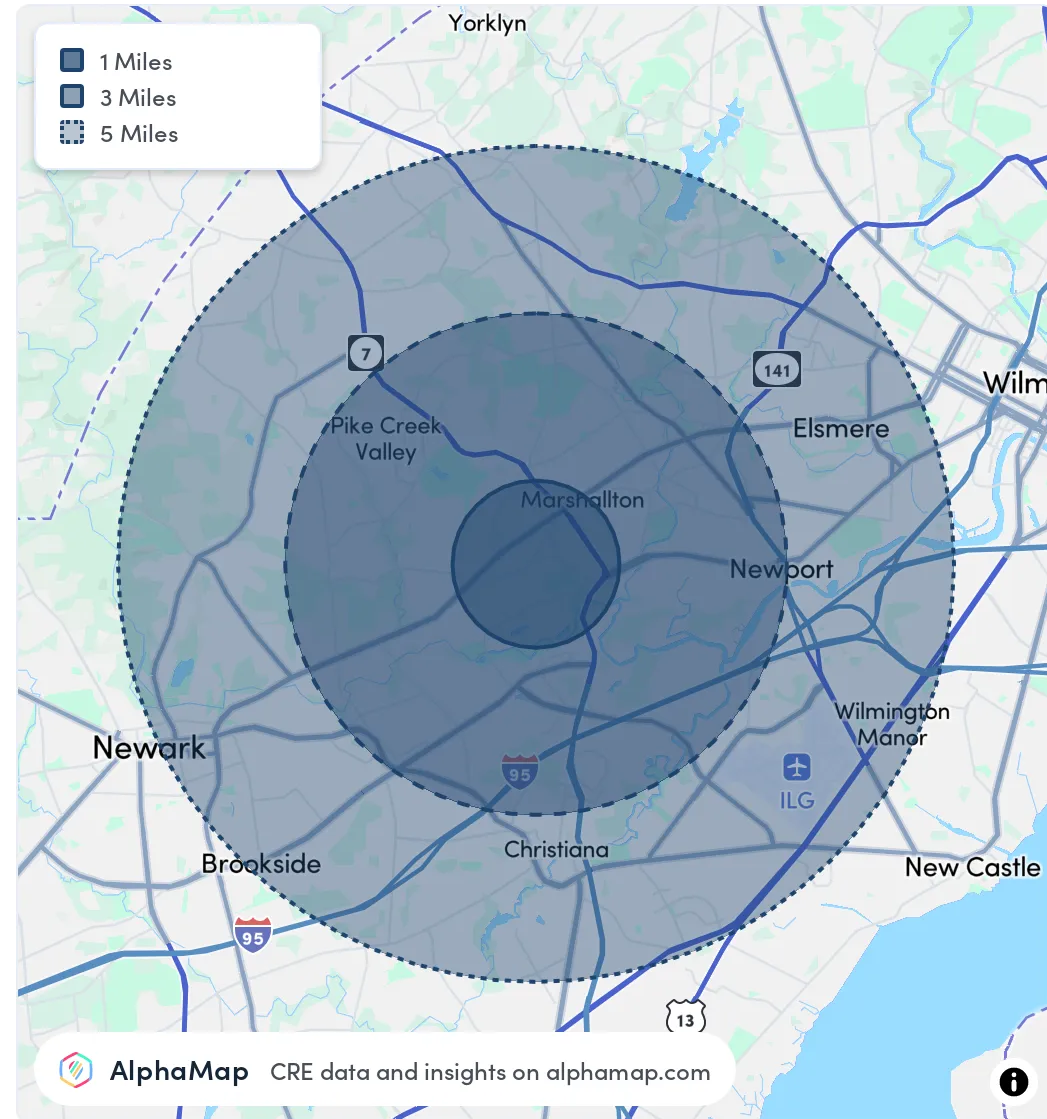 Yorklyn
1 Miles
3 Miles
5 Miles
7
141
Wilm
Pike Creek
Valley
Elsmere
Marshallton
Newport
Wilmington
Manor
Newark
95
ILG
Christiana
Brookside
New Castle
95
13
AlphaMap CRE data and insights on alphamap.com